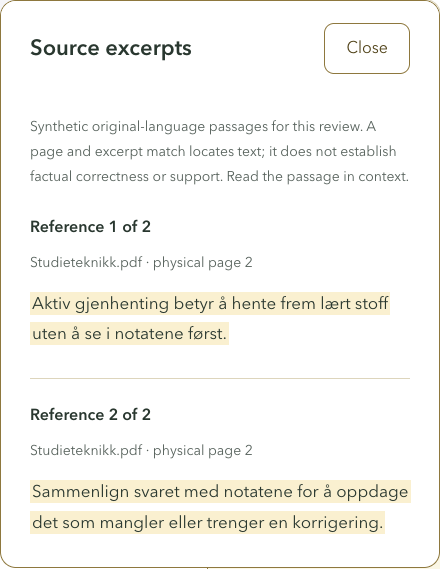 Source excerpts
Close
Synthetic original-language passages for this review. A
page and excerpt match locates text; it does not establish
factual correctness or support. Read the passage in context.
Reference 1 of 2
Studieteknikk.pdf · physical page 2
Aktiv gjenhenting betyr å hente frem lært stoff
uten å se i notatene først.
Reference 2 of 2
Studieteknikk.pdf · physical page 2
Sammenlign svaret med notatene for å oppdage
det som mangler eller trenger en korrigering.